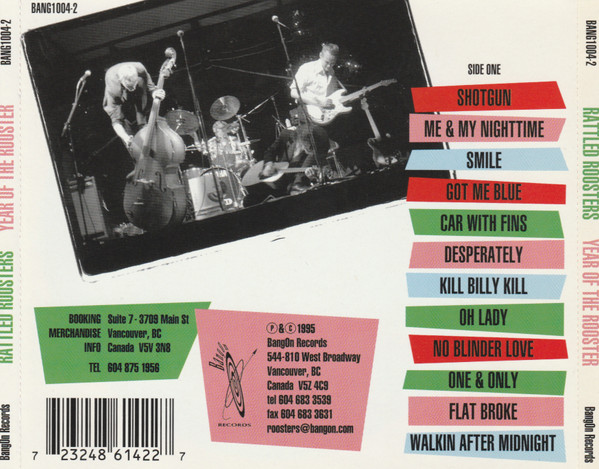 BANG1004-2
BANG1004-2
YEAR OF THE ROOSTER
RATTLED ROOSTERS
BangOn Records
SIDE ONE
SHOTGUN
ME & MY NIGHTTIME
SMILE
GOT ME BLUE
CAR WITH FINS
DESPERATELY
KILL BILLY KILL
OH LADY
NO BLINDER LOVE
ONE & ONLY
FLAT BROKE
WALKIN AFTER MIDNIGHT
BOOKING Suite 7 - 3709 Main St
MERCHANDISE Vancouver, BC
INFO Canada V5V 3N8
TEL 604 875 1956
BangOn
RECORDS
℗ & © 1995
BangOn Records
544-810 West Broadway
Vancouver, BC
Canada V5Z 4C9
tel 604 683 3539
fax 604 683 3631
roosters@bangon.com
7 23248 61422 7
BANG1004-2
RATTLED ROOSTERS
YEAR OF THE ROOSTER
BangOn Records